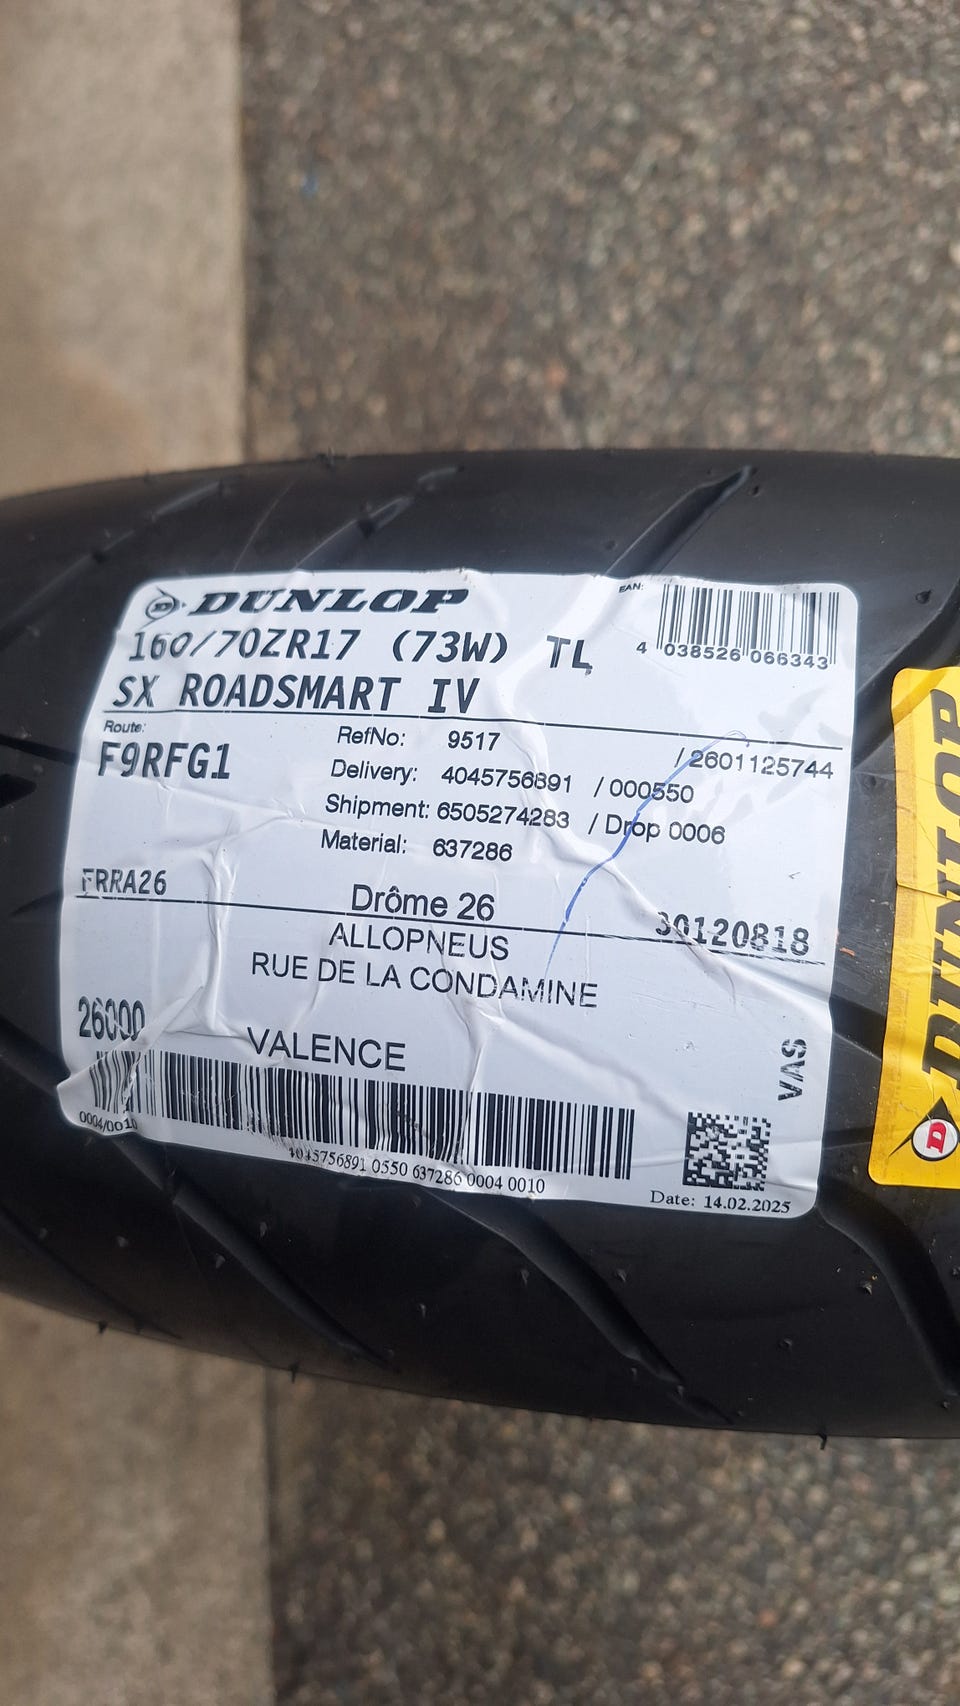 DUNLOP
EAN:
4 038526 066343
160/70ZR17 (73W) TL
SX ROADSMART IV
Route:
F9RFG1
RefNo: 9517 / 2601125744
Delivery: 4045756891 / 000550
Shipment: 6505274283 / Drop 0006
Material: 637286
FRRA26
Drôme 26
30120818
ALLOPNEUS
RUE DE LA CONDAMINE
26000
VALENCE
VAS
0004/0010
4045756891 0550 637286 0004 0010
Date: 14.02.2025
DUNLOP
D